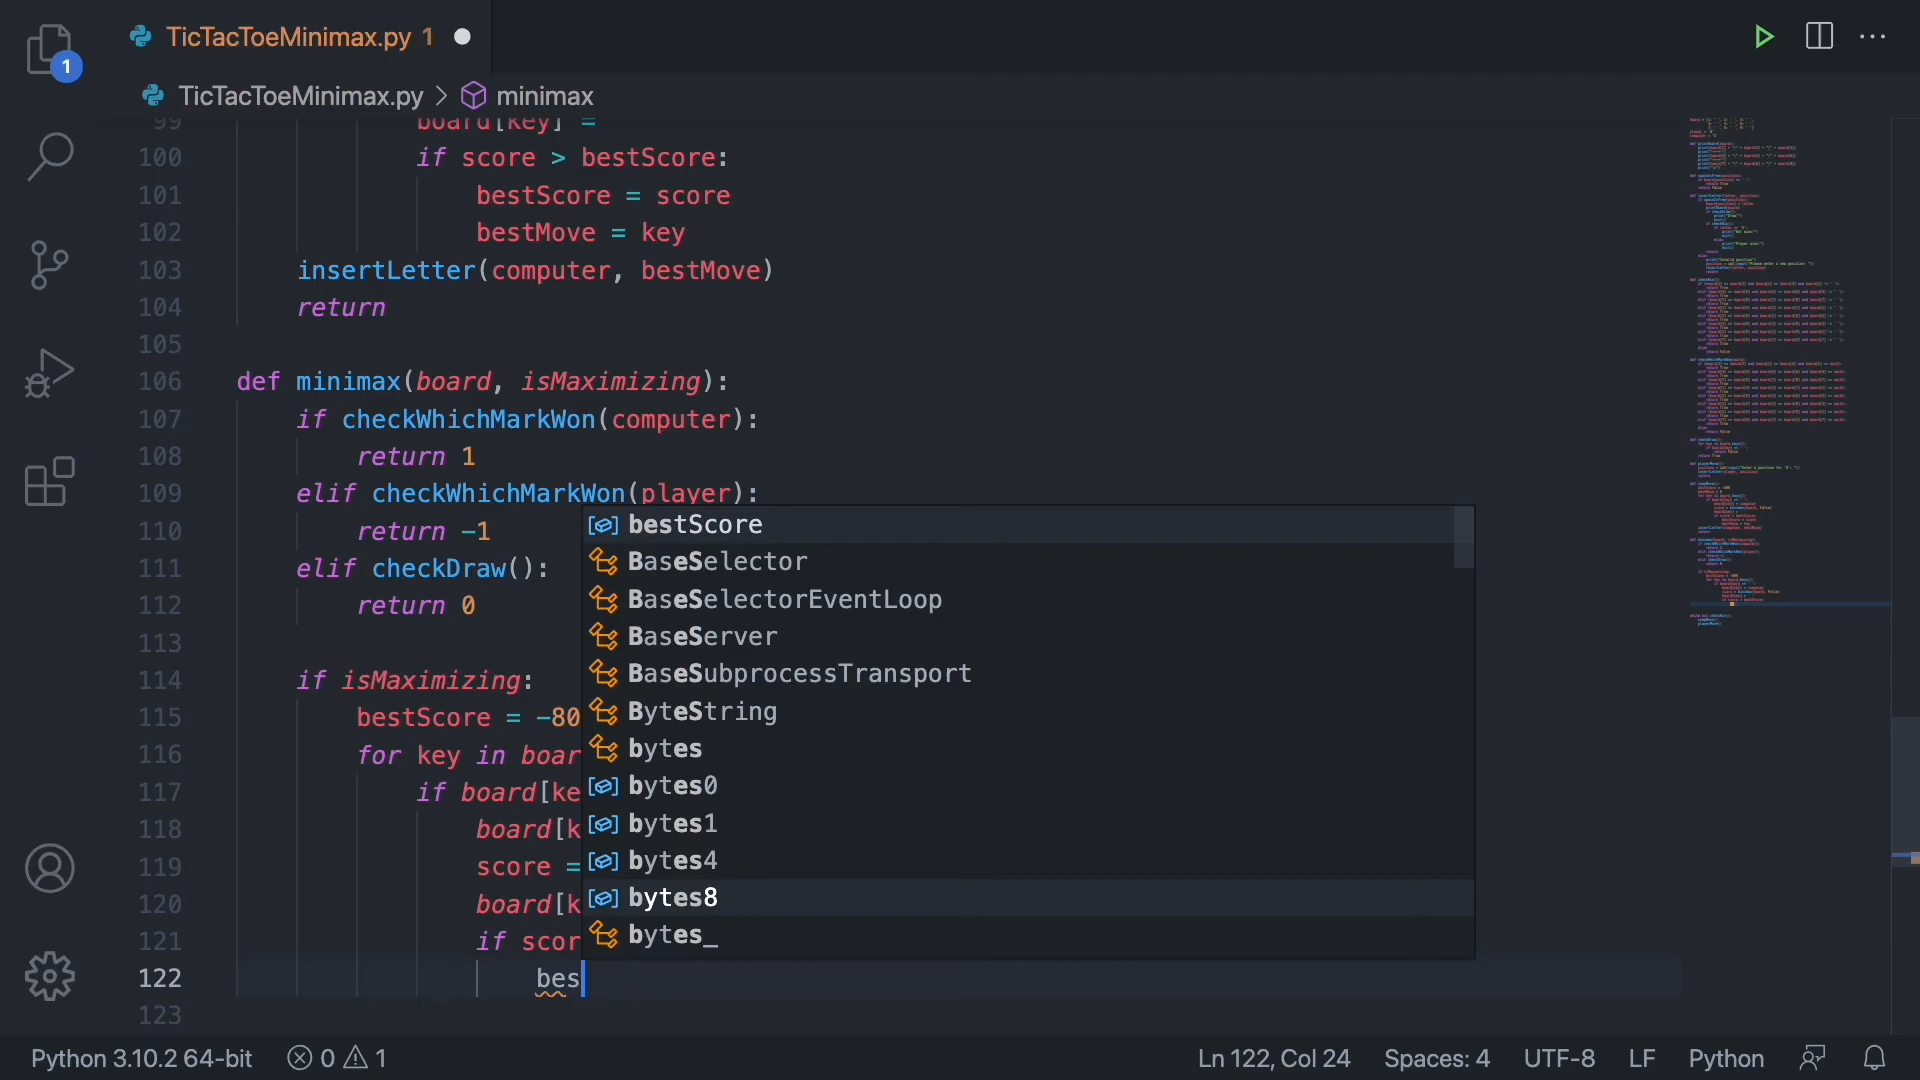 TicTacToeMinimax.py 1
1
TicTacToeMinimax.py > minimax
99 board[key] =
100 if score > bestScore:
101 bestScore = score
102 bestMove = key
103 insertLetter(computer, bestMove)
104 return
105
106 def minimax(board, isMaximizing):
107 if checkWhichMarkWon(computer):
108 return 1
109 elif checkWhichMarkWon(player):
110 return -1
111 elif checkDraw():
112 return 0
113
114 if isMaximizing:
115 bestScore = -80
116 for key in boar
117 if board[ke
118 board[k
119 score =
120 board[k
121 if scor
122 bes
123
bestScore
BaseSelector
BaseSelectorEventLoop
BaseServer
BaseSubprocessTransport
ByteString
bytes
bytes0
bytes1
bytes4
bytes8
bytes_
Python 3.10.2 64-bit 0 1 Ln 122, Col 24 Spaces: 4 UTF-8 LF Python